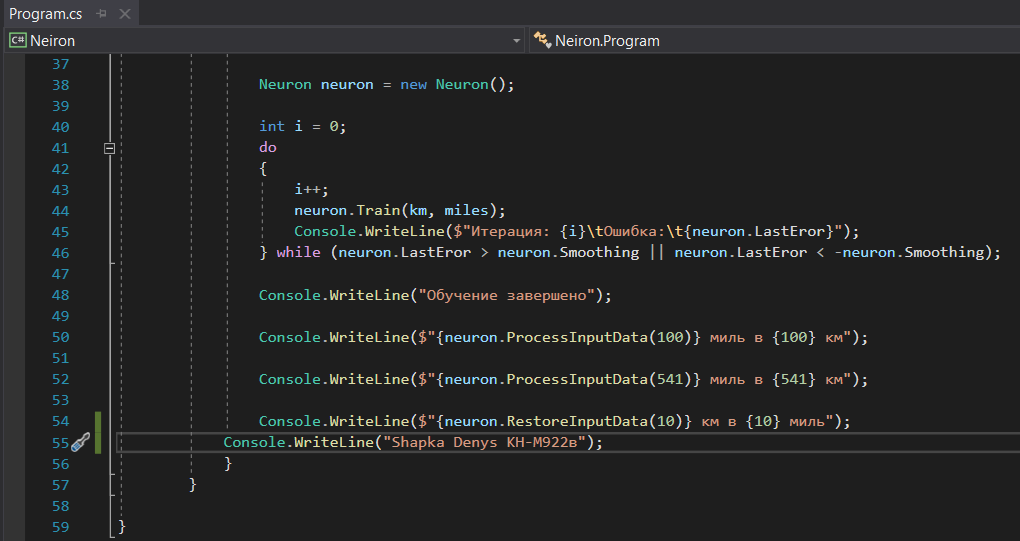 Program.cs
C# Neiron Neiron.Program
37
38 Neuron neuron = new Neuron();
39
40 int i = 0;
41 do
42 {
43 i++;
44 neuron.Train(km, miles);
45 Console.WriteLine($"Итерация: {i}\tОшибка:\t{neuron.LastEror}");
46 } while (neuron.LastEror > neuron.Smoothing || neuron.LastEror < -neuron.Smoothing);
47
48 Console.WriteLine("Обучение завершено");
49
50 Console.WriteLine($"{neuron.ProcessInputData(100)} миль в {100} км");
51
52 Console.WriteLine($"{neuron.ProcessInputData(541)} миль в {541} км");
53
54 Console.WriteLine($"{neuron.RestoreInputData(10)} км в {10} миль");
55 Console.WriteLine("Shapka Denys КН-М922в");
56 }
57 }
58
59 }